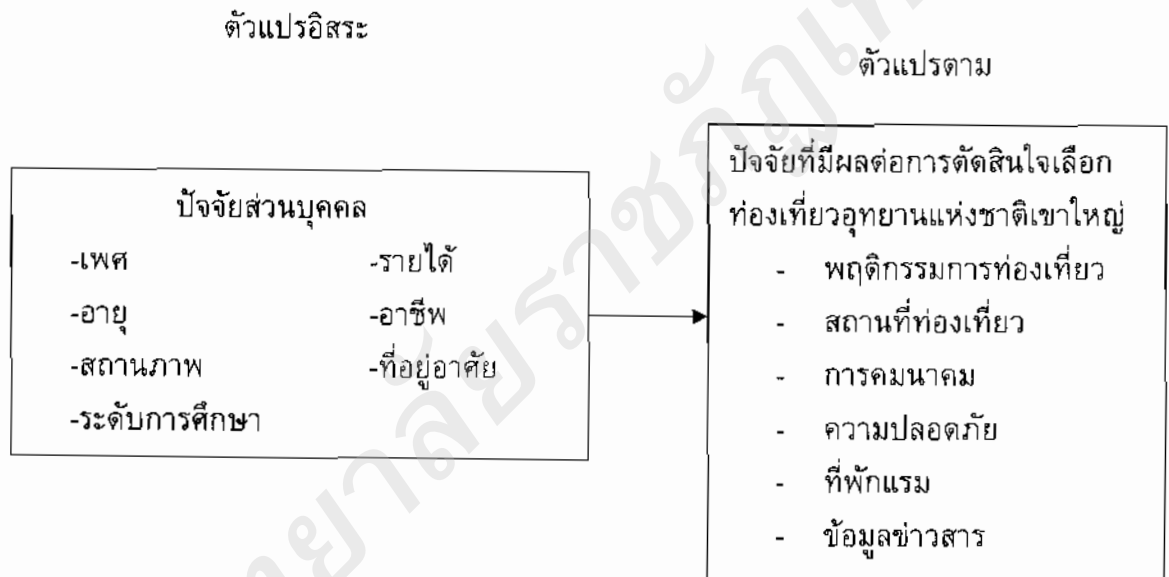 ตัวแปรอิสระ
ตัวแปรตาม
ปัจจัยส่วนบุคคล
-เพศ -รายได้
-อายุ -อาชีพ
-สถานภาพ -ที่อยู่อาศัย
-ระดับการศึกษา
ปัจจัยที่มีผลต่อการตัดสินใจเลือก
ท่องเที่ยวอุทยานแห่งชาติเขาใหญ่
- พฤติกรรมการท่องเที่ยว
- สถานที่ท่องเที่ยว
- การคมนาคม
- ความปลอดภัย
- ที่พักแรม
- ข้อมูลข่าวสาร